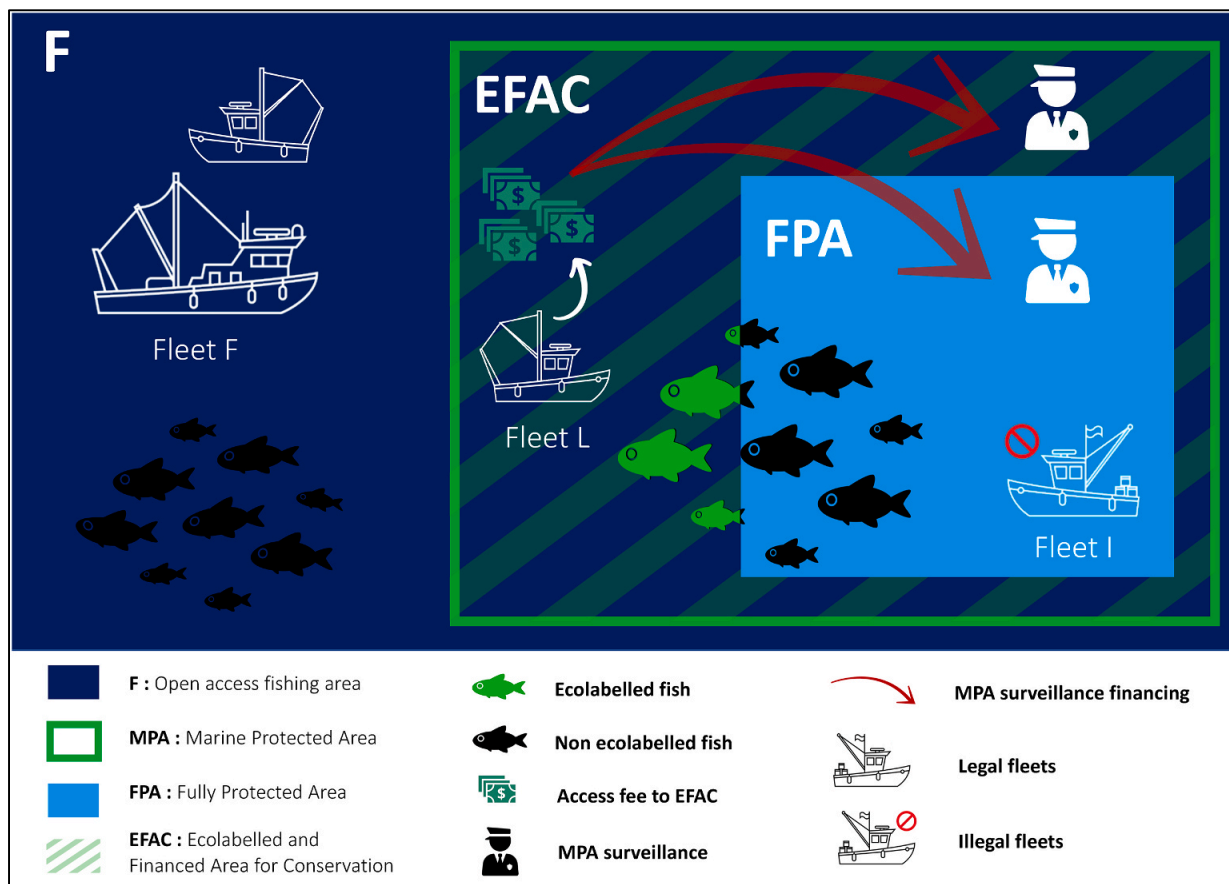 F
EFAC
$
$
$
FPA
Fleet F
Fleet L
Fleet I
F : Open access fishing area
MPA : Marine Protected Area
FPA : Fully Protected Area
EFAC : Ecolabelled and
Financed Area for Conservation
Ecolabelled fish
Non ecolabelled fish
$
Access fee to EFAC
MPA surveillance
MPA surveillance financing
Legal fleets
Illegal fleets